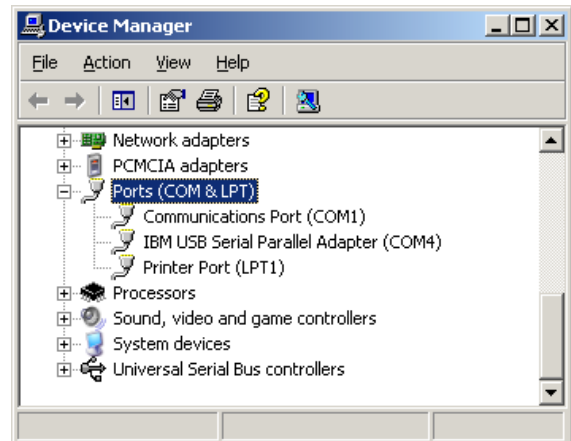 Device Manager
File Action View Help
Network adapters
PCMCIA adapters
Ports (COM & LPT)
Communications Port (COM1)
IBM USB Serial Parallel Adapter (COM4)
Printer Port (LPT1)
Processors
Sound, video and game controllers
System devices
Universal Serial Bus controllers